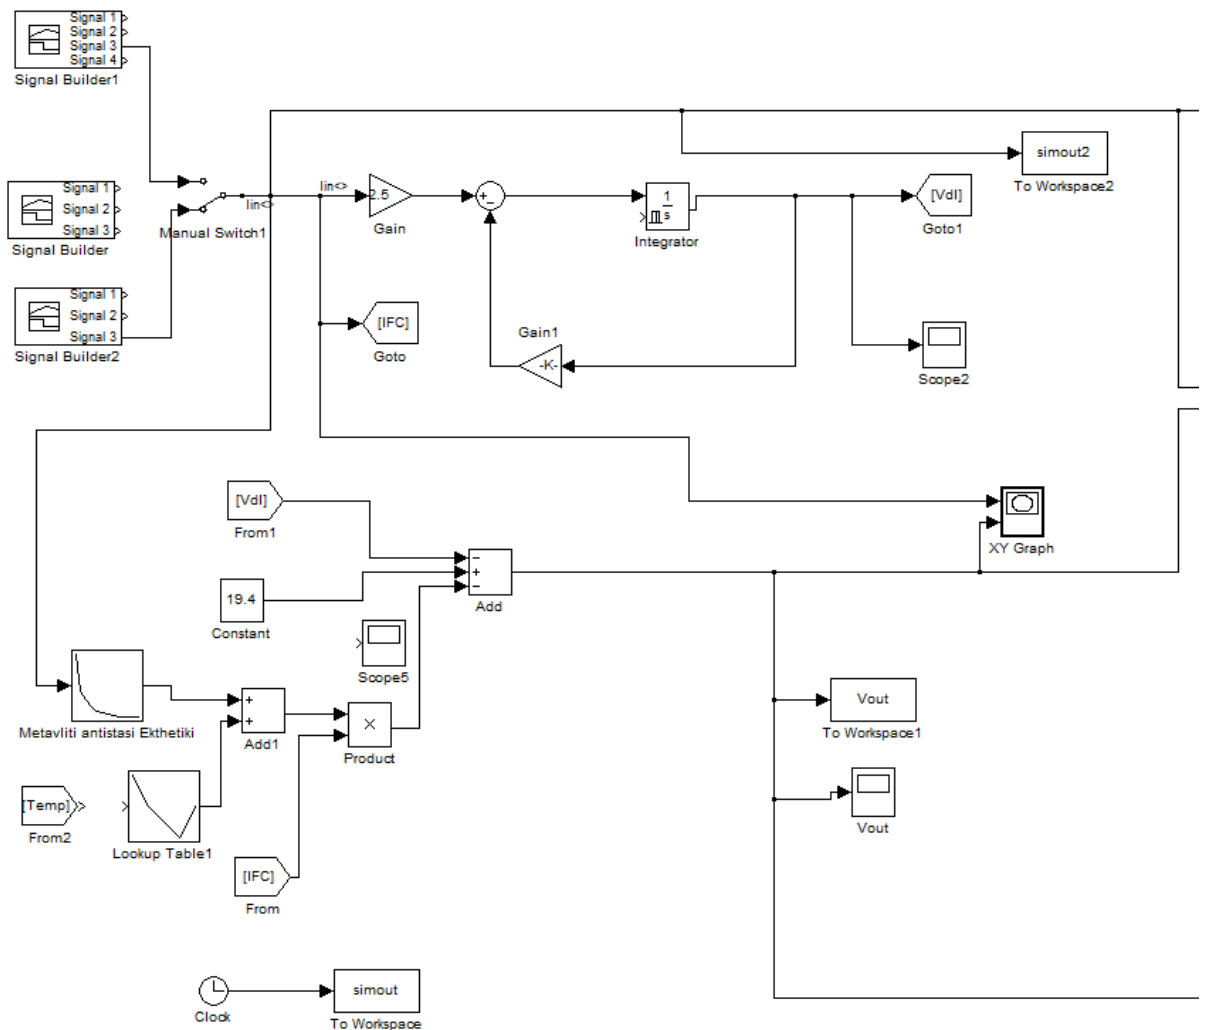 Signal 1
Signal 2
Signal 3
Signal 4
Signal Builder1
simout2
To Workspace2
Signal 1
Signal 2
Signal 3
Signal Builder
Iin<>
Manual Switch1
Iin<>
2.5
Gain
+
−
1
s
Integrator
[Vdl]
Goto1
Signal 1
Signal 2
Signal 3
Signal Builder2
[IFC]
Goto
Gain1
-K-
Scope2
[Vdl]
From1
XY Graph
−
+
−
Add
19.4
Constant
Scope5
Metavliti antistasi Ekthetiki
+
+
Add1
×
Product
Vout
To Workspace1
[Temp]
From2
Lookup Table1
Vout
[IFC]
From
Clock
simout
To Workspace